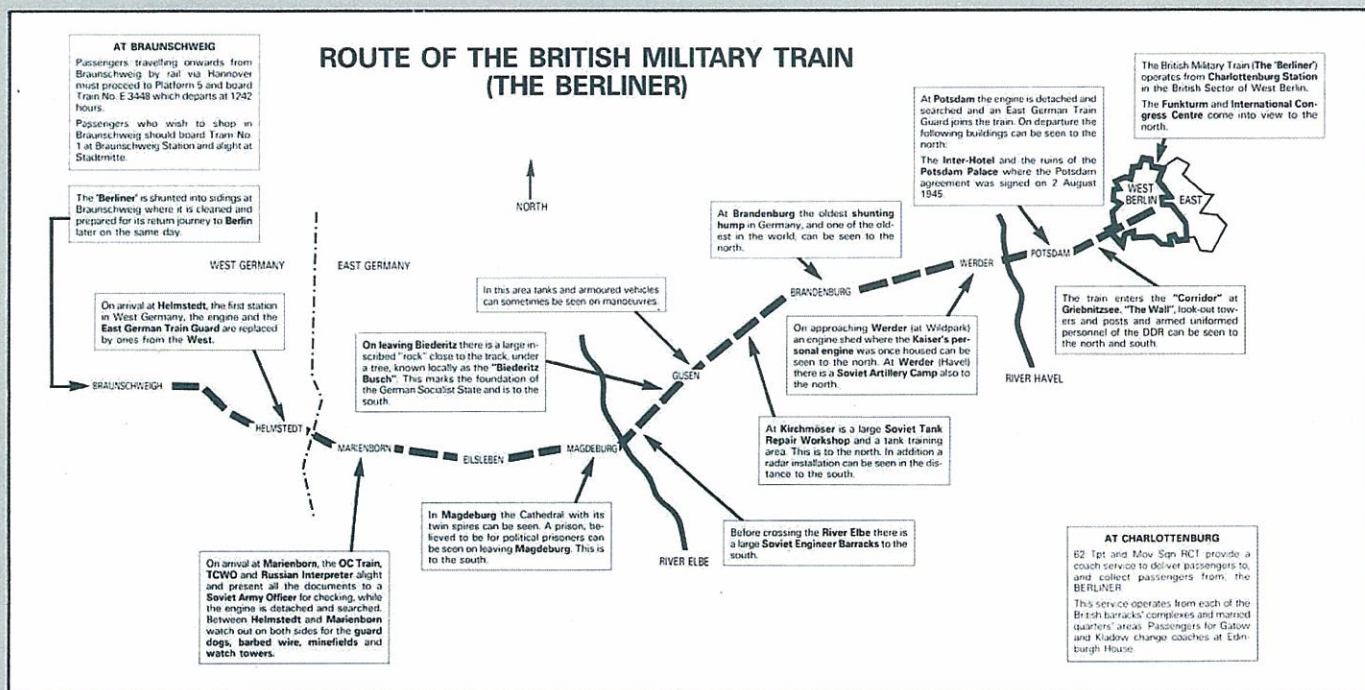 ROUTE OF THE BRITISH MILITARY TRAIN
(THE BERLINER)
AT BRAUNSCHWEIG
Passengers travelling onwards from
Braunschweig by rail via Hannover
must proceed to Platform 5 and board
Train No. E 3448 which departs at 1242
hours.
Passengers who wish to shop in
Braunschweig should board Tram No.
1 at Braunschweig Station and alight at
Stadtmitte.
The 'Berliner' is shunted into sidings at
Braunschweig where it is cleaned and
prepared for its return journey to Berlin
later on the same day.
WEST GERMANY
EAST GERMANY
NORTH
On arrival at Helmstedt, the first station
in West Germany, the engine and the
East German Train Guard are replaced
by ones from the West.
BRAUNSCHWEIGH
HELMSTEDT
MARIENBORN
EILSLEBEN
MAGDEBURG
On arrival at Marienborn, the OC Train,
TCWO and Russian Interpreter alight
and present all the documents to a
Soviet Army Officer for checking, while
the engine is detached and searched.
Between Helmstedt and Marienborn
watch out on both sides for the guard
dogs, barbed wire, minefields and
watch towers.
In Magdeburg the Cathedral with its
twin spires can be seen. A prison, be-
lieved to be for political prisoners can
be seen on leaving Magdeburg. This is
to the south.
RIVER ELBE
Before crossing the River Elbe there is
a large Soviet Engineer Barracks to the
south.
On leaving Biederitz there is a large in-
scribed "rock" close to the track, under
a tree, known locally as the "Biederitz
Busch". This marks the foundation of
the German Socialist State and is to the
south.
In this area tanks and armoured vehicles
can sometimes be seen on manoeuvres.
GUSEN
At Kirchmöser is a large Soviet Tank
Repair Workshop and a tank training
area. This is to the north. In addition a
radar installation can be seen in the dis-
tance to the south.
At Brandenburg the oldest shunting
hump in Germany, and one of the old-
est in the world, can be seen to the
north.
BRANDENBURG
On approaching Werder (at Wildpark)
an engine shed where the Kaiser's per-
sonal engine was once housed can be
seen to the north. At Werder (Havel)
there is a Soviet Artillery Camp also to
the north.
WERDER
RIVER HAVEL
At Potsdam the engine is detached and
searched and an East German Train
Guard joins the train. On departure the
following buildings can be seen to the
north:
The Inter-Hotel and the ruins of the
Potsdam Palace where the Potsdam
agreement was signed on 2 August
1945.
POTSDAM
The train enters the "Corridor" at
Griebnitzsee. "The Wall", look-out tow-
ers and posts and armed uniformed
personnel of the DDR can be seen to
the north and south.
The British Military Train (The 'Berliner')
operates from Charlottenburg Station
in the British Sector of West Berlin.
The Funkturm and International Con-
gress Centre come into view to the
north.
WEST
BERLIN
EAST
AT CHARLOTTENBURG
62 Tpt and Mov Sqn RCT provide a
coach service to deliver passengers to,
and collect passengers from, the
BERLINER.
This service operates from each of the
British barracks' complexes and married
quarters' areas. Passengers for Gatow
and Kladow change coaches at Edin-
burgh House.